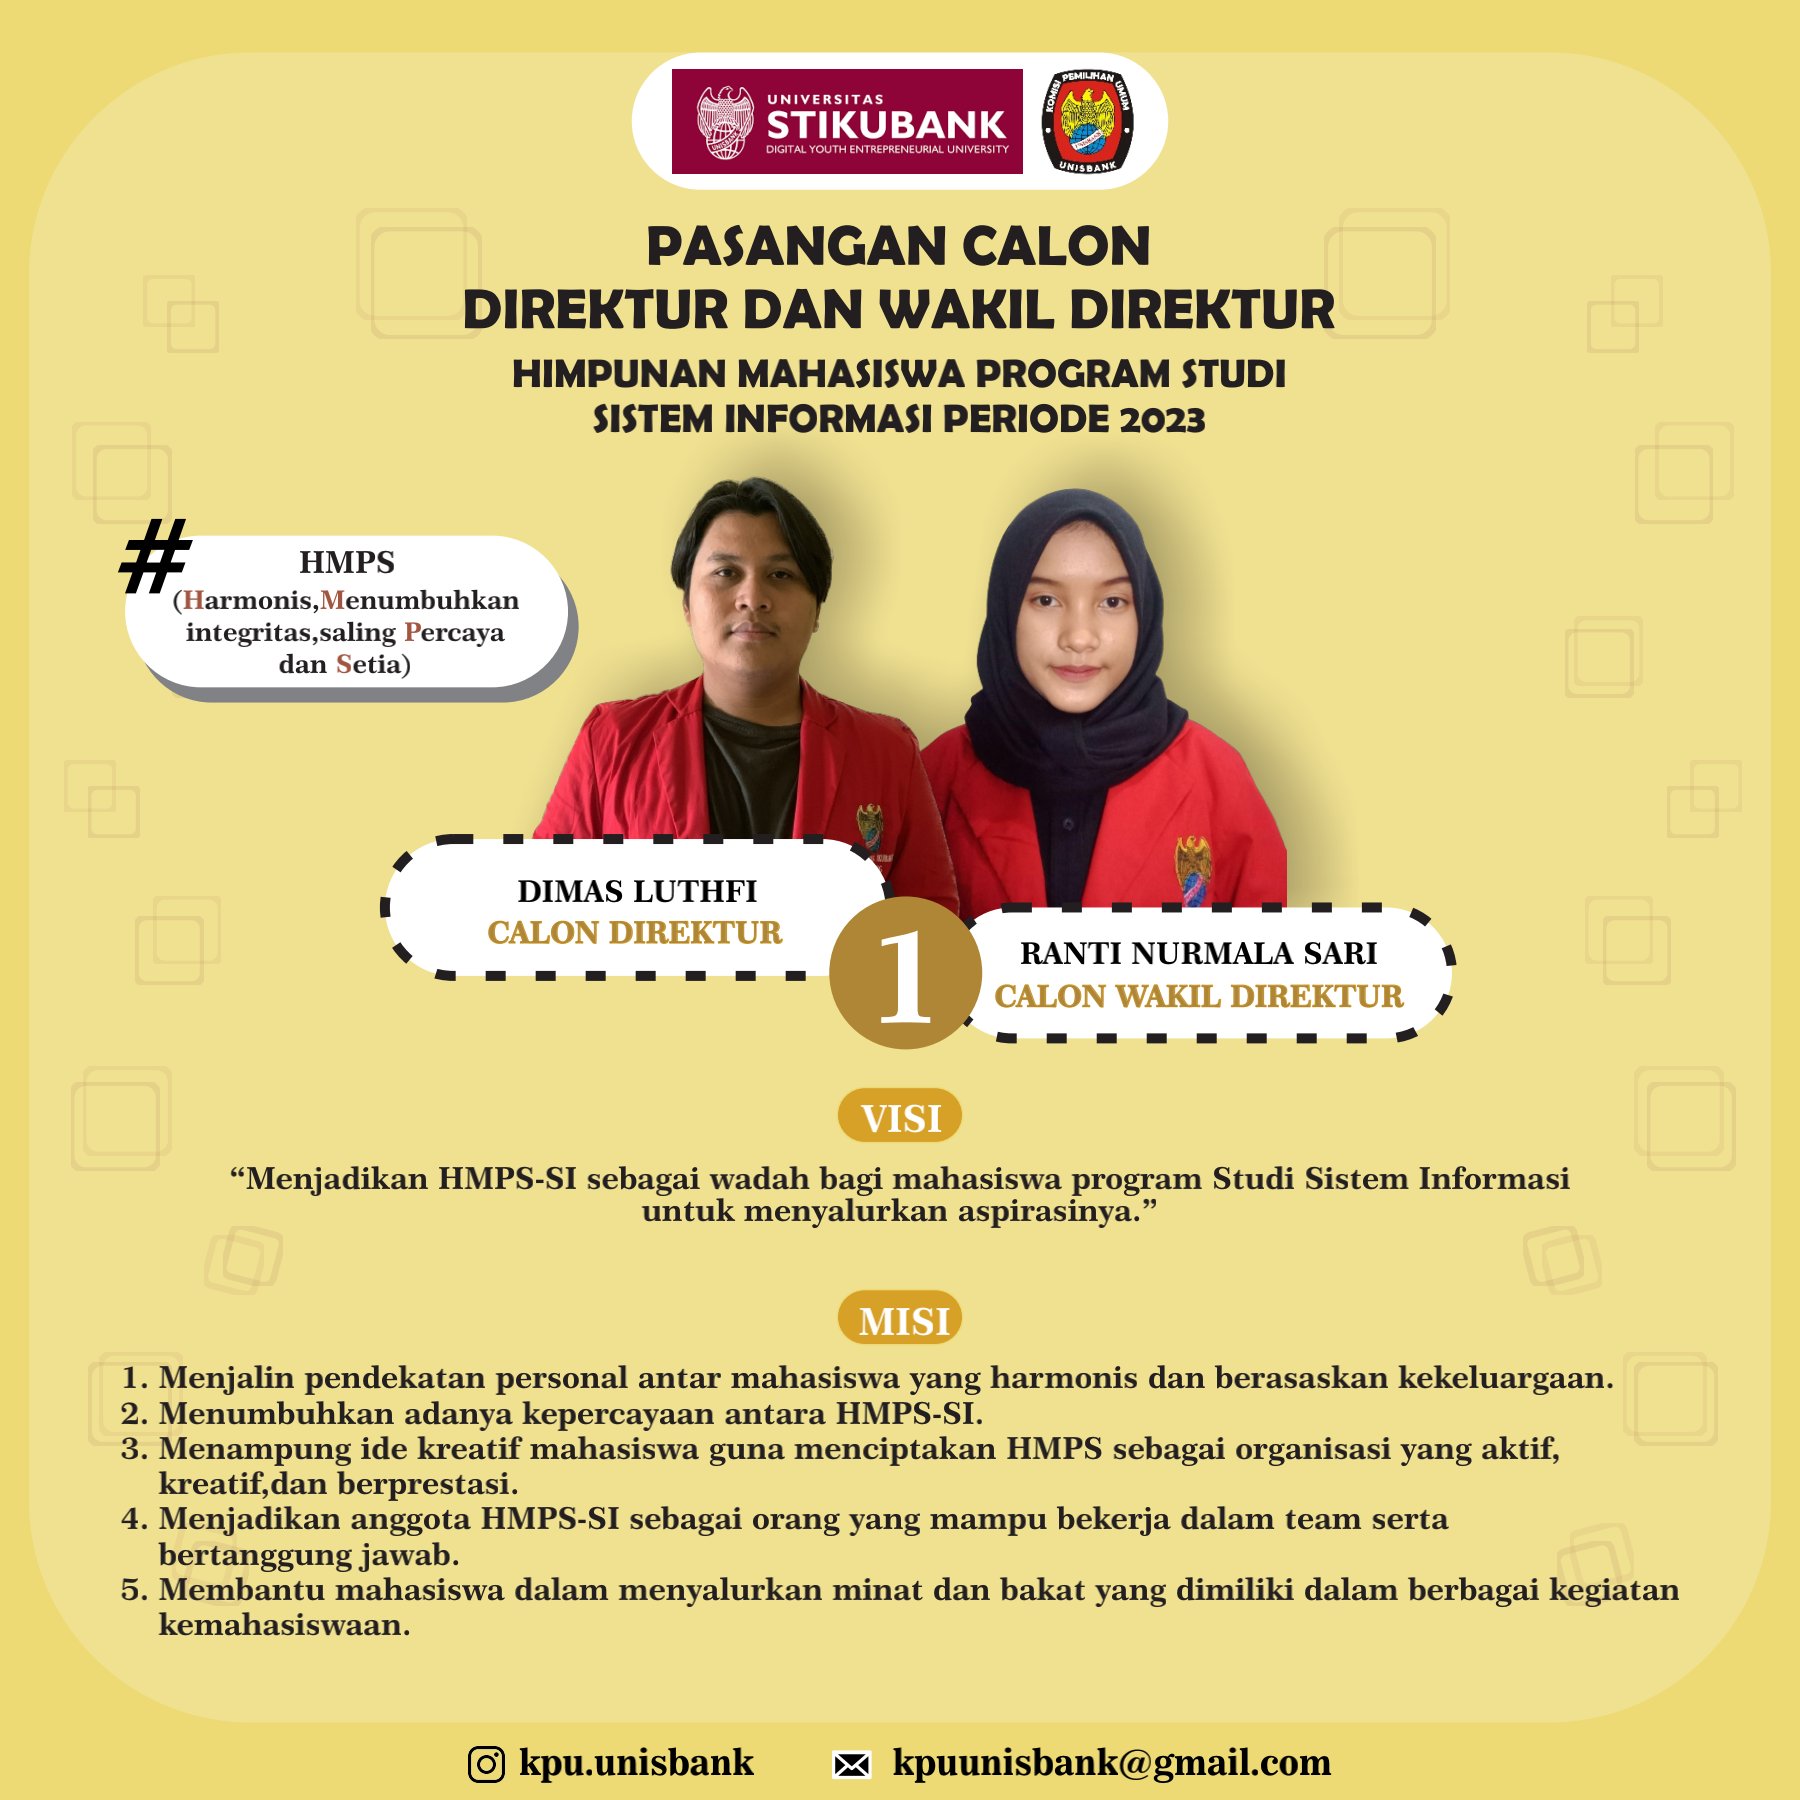 UNIVERSITAS
STIKUBANK
DIGITAL YOUTH ENTREPRENEURIAL UNIVERSITY
KOMISI PEMILIHAN UMUM
UNISBANK
PASANGAN CALON
DIREKTUR DAN WAKIL DIREKTUR
HIMPUNAN MAHASISWA PROGRAM STUDI
SISTEM INFORMASI PERIODE 2023
# HMPS
(Harmonis,Menumbuhkan
integritas,saling Percaya
dan Setia)
DIMAS LUTHFI
CALON DIREKTUR
1
RANTI NURMALA SARI
CALON WAKIL DIREKTUR
VISI
“Menjadikan HMPS-SI sebagai wadah bagi mahasiswa program Studi Sistem Informasi
untuk menyalurkan aspirasinya.”
MISI
1. Menjalin pendekatan personal antar mahasiswa yang harmonis dan berasaskan kekeluargaan.
2. Menumbuhkan adanya kepercayaan antara HMPS-SI.
3. Menampung ide kreatif mahasiswa guna menciptakan HMPS sebagai organisasi yang aktif,
kreatif,dan berprestasi.
4. Menjadikan anggota HMPS-SI sebagai orang yang mampu bekerja dalam team serta
bertanggung jawab.
5. Membantu mahasiswa dalam menyalurkan minat dan bakat yang dimiliki dalam berbagai kegiatan
kemahasiswaan.
kpu.unisbank
kpuunisbank@gmail.com